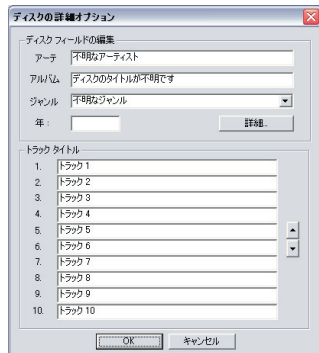 ディスクの詳細オプション
ディスク フィールドの編集
アーテ 不明なアーティスト
アルバム ディスクのタイトルが不明です
ジャンル 不明なジャンル
年 : 詳細...
トラック タイトル
1. トラック 1
2. トラック 2
3. トラック 3
4. トラック 4
5. トラック 5
6. トラック 6
7. トラック 7
8. トラック 8
9. トラック 9
10. トラック 10
OK キャンセル